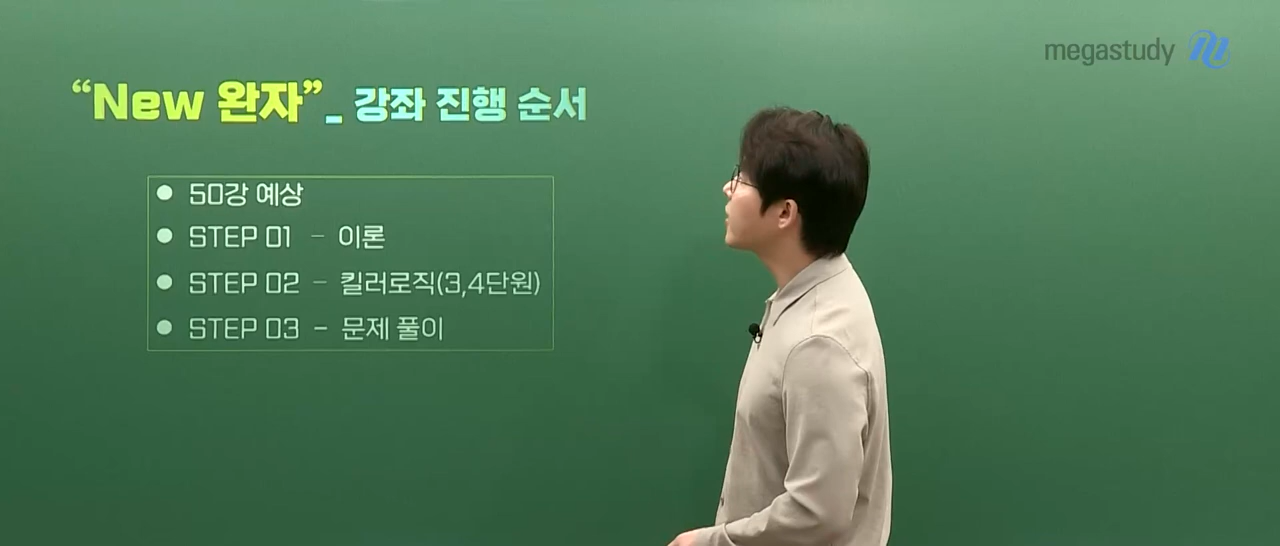 megastudy
“New 완자”_ 강좌 진행 순서
● 50강 예상
● STEP 01 – 이론
● STEP 02 – 킬러로직(3,4단원)
● STEP 03 – 문제 풀이